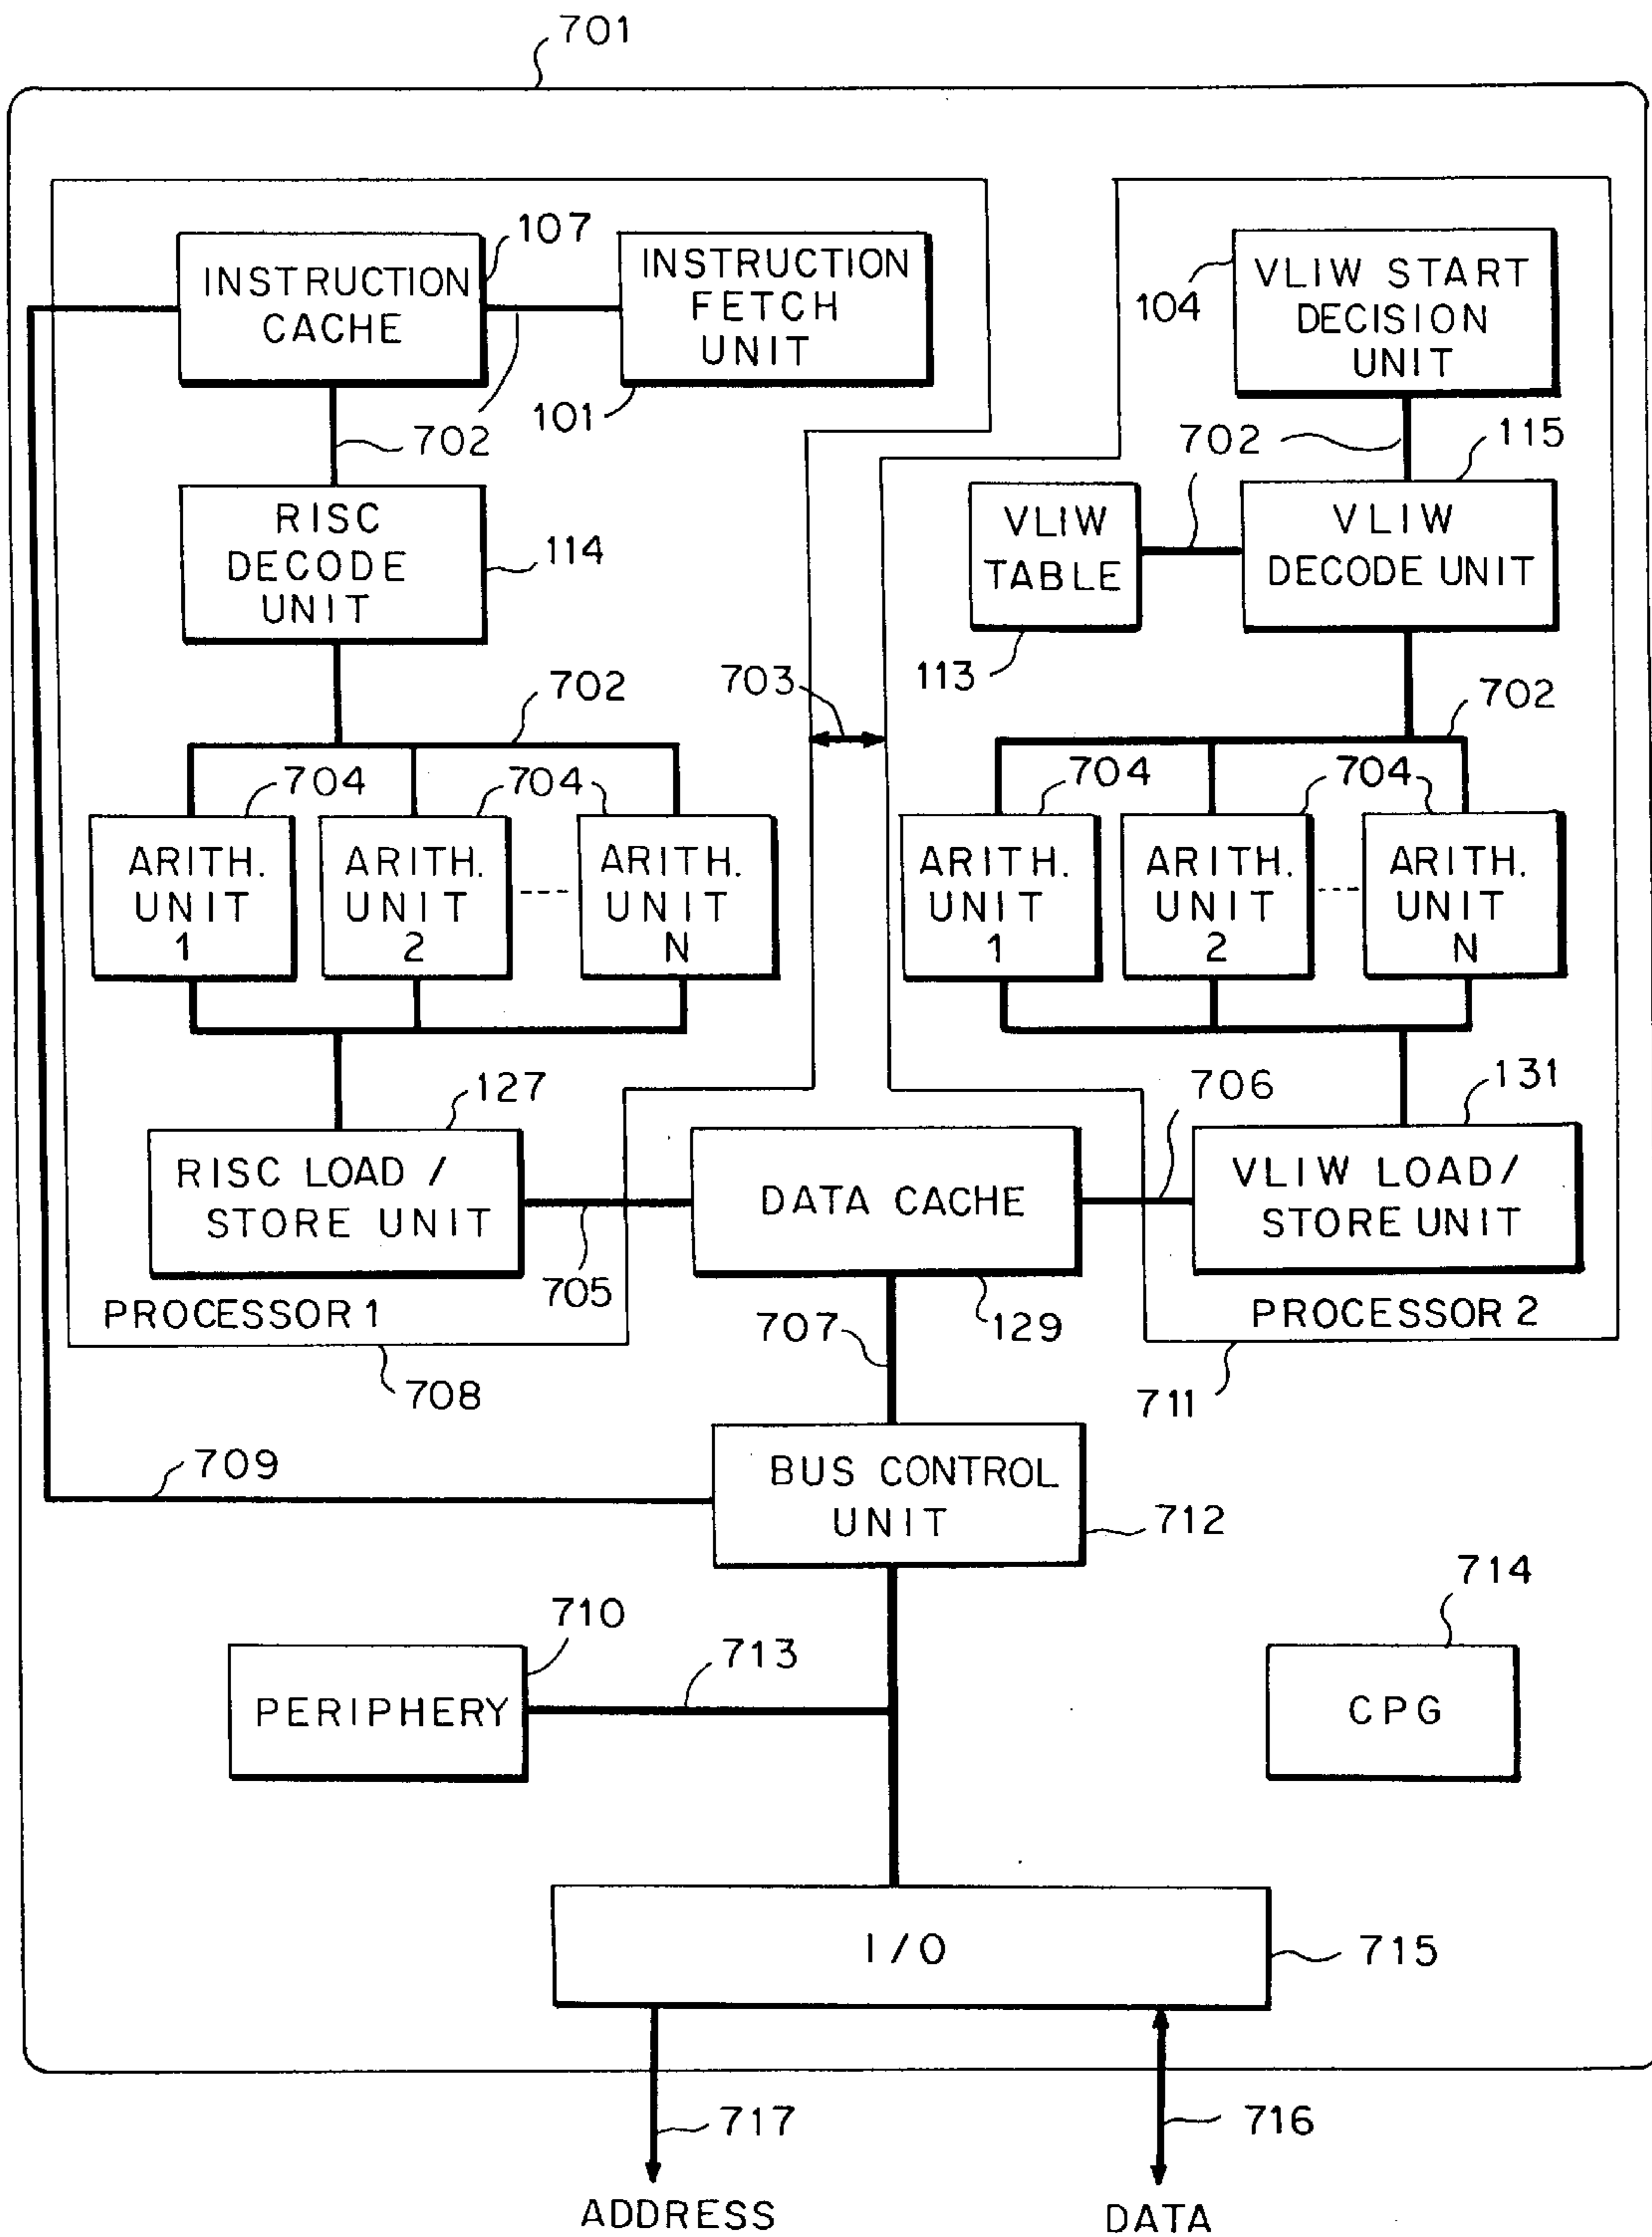 701
107
INSTRUCTION
CACHE
INSTRUCTION
FETCH
UNIT
101
702
104
VLIW START
DECISION
UNIT
702
115
RISC
DECODE
UNIT
114
VLIW
TABLE
113
702
VLIW
DECODE UNIT
703
702
702
704
704
704
704
ARITH.
UNIT
1
ARITH.
UNIT
2
ARITH.
UNIT
N
ARITH.
UNIT
1
ARITH.
UNIT
2
ARITH.
UNIT
N
127
706
131
RISC LOAD /
STORE UNIT
705
DATA CACHE
129
VLIW LOAD/
STORE UNIT
PROCESSOR 1
708
707
PROCESSOR 2
711
709
BUS CONTROL
UNIT
712
710
713
714
PERIPHERY
CPG
I/O
715
717
716
ADDRESS
DATA